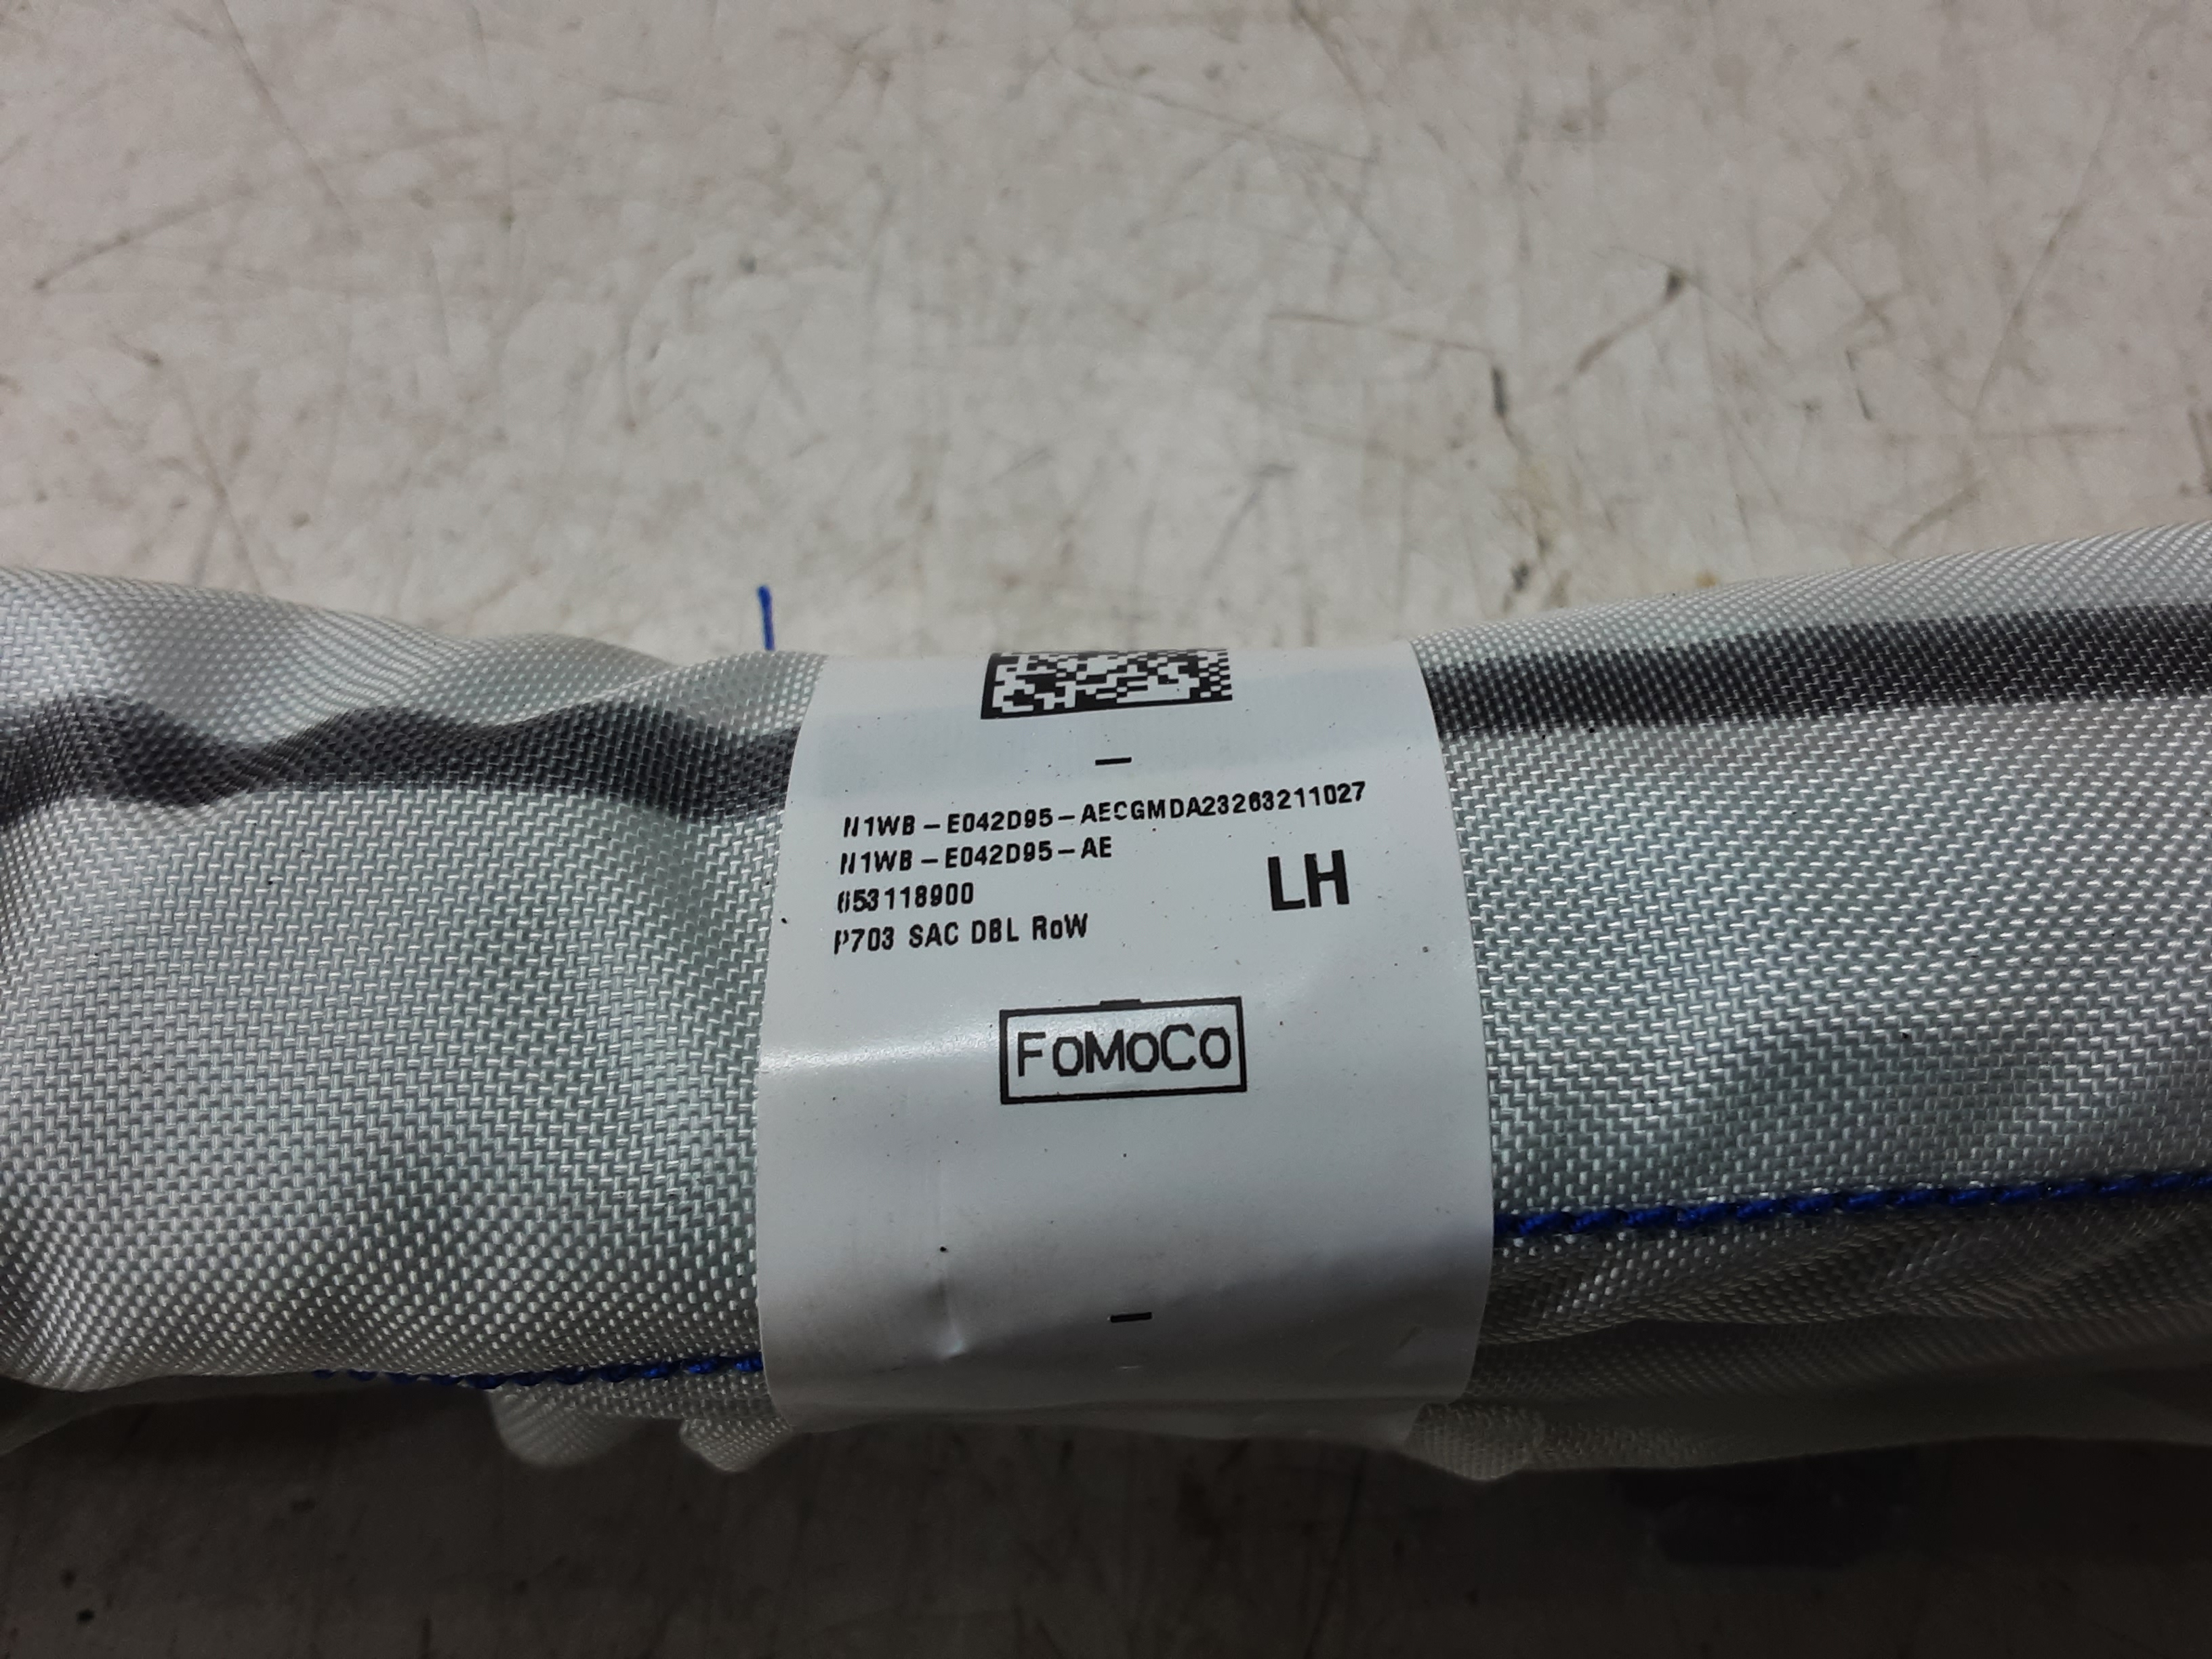 N1WB-E042D95-AECGMDA23263211027
N1WB-E042D95-AE
653118900
LH
P703 SAC DBL RoW
FoMoCo